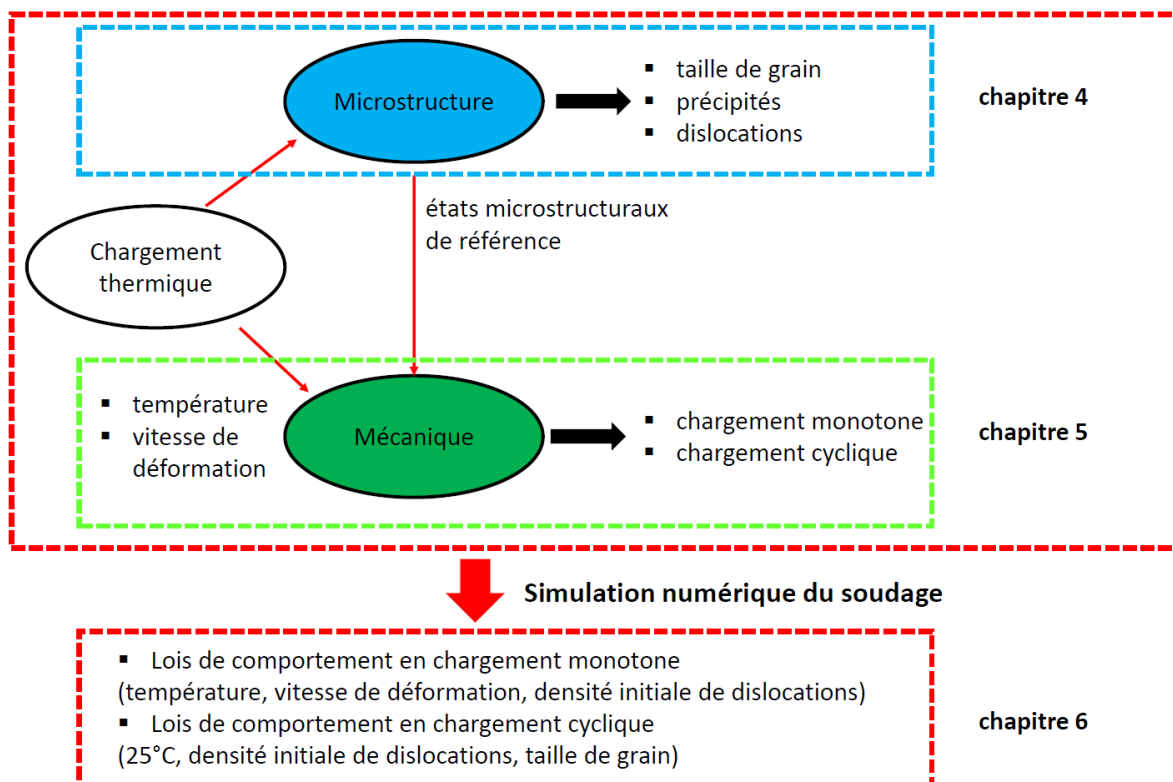 Microstructure
▪ taille de grain
▪ précipités
▪ dislocations
chapitre 4
états microstructuraux
de référence
Chargement
thermique
▪ température
▪ vitesse de
déformation
Mécanique
▪ chargement monotone
▪ chargement cyclique
chapitre 5
Simulation numérique du soudage
▪ Lois de comportement en chargement monotone
(température, vitesse de déformation, densité initiale de dislocations)
▪ Lois de comportement en chargement cyclique
(25°C, densité initiale de dislocations, taille de grain)
chapitre 6